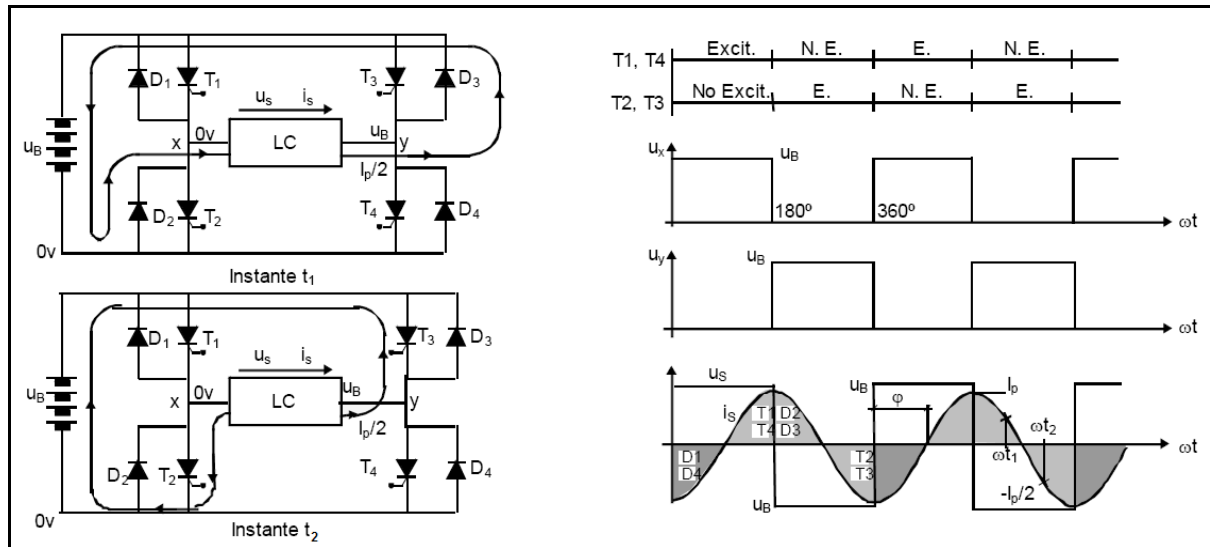 D1 T1 T3 D3
us is
uB
x 0v LC uB y
Ip/2
D2 T2 T4 D4
0v
Instante t1
D1 T1 T3 D3
us is
uB
x 0v LC uB y
Ip/2
D2 T2 T4 D4
0v
Instante t2
T1, T4 Excit. N. E. E. N. E.
T2, T3 No Excit. E. N. E. E.
ux uB
180º 360º ωt
uy uB
ωt
uS uB φ Ip
iS T1 D2 ωt2
T4 D3
ωt
D1 T2 ωt1
D4 T3
uB -Ip/2